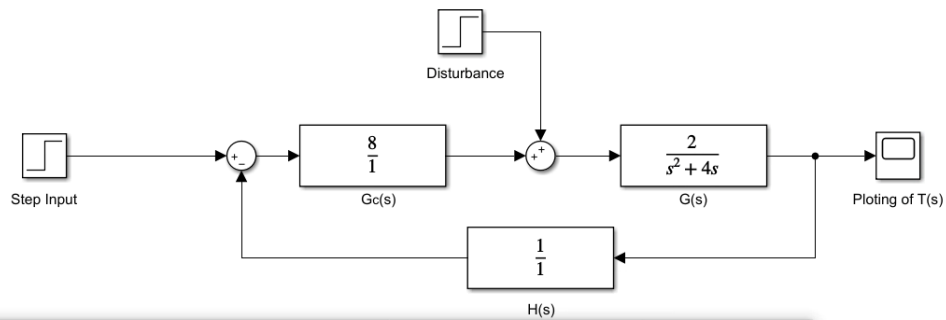 Disturbance
Step Input
+
−
8
1
Gc(s)
+
+
2
s² + 4s
G(s)
Ploting of T(s)
1
1
H(s)